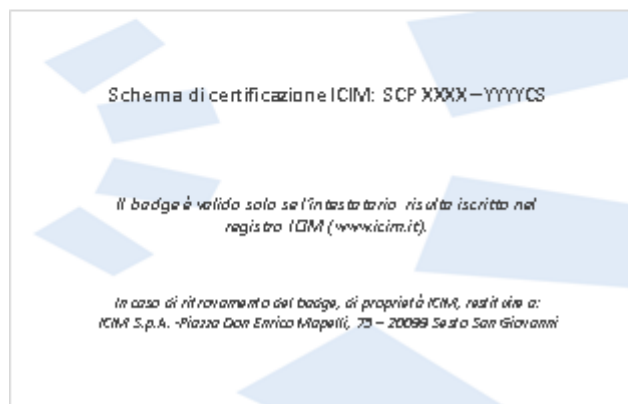 Schema di certificazione ICIM: SCP XXXX – YYYYCS
Il badge è valido solo se l'intestatario risulta iscritto nel
registro ICIM (www.icim.it).
In caso di ritrovamento del badge, di proprietà ICIM, restituire a:
ICIM S.p.A. - Piazza Don Enrico Mapelli, 75 – 20099 Sesto San Giovanni